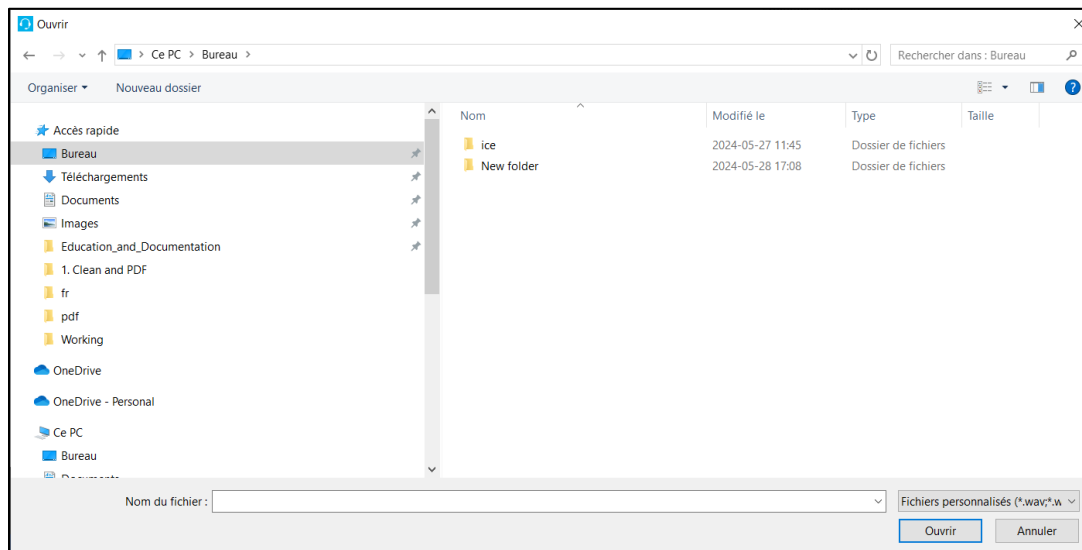 Ouvrir
Ce PC > Bureau >
Rechercher dans : Bureau
Organiser
Nouveau dossier
?
Accès rapide
Bureau
Téléchargements
Documents
Images
Education_and_Documentation
1. Clean and PDF
fr
pdf
Working
OneDrive
OneDrive - Personal
Ce PC
Bureau
Documents
Nom Modifié le Type Taille
ice 2024-05-27 11:45 Dossier de fichiers
New folder 2024-05-28 17:08 Dossier de fichiers
Nom du fichier :
Fichiers personnalisés (*.wav;*.w
Ouvrir Annuler